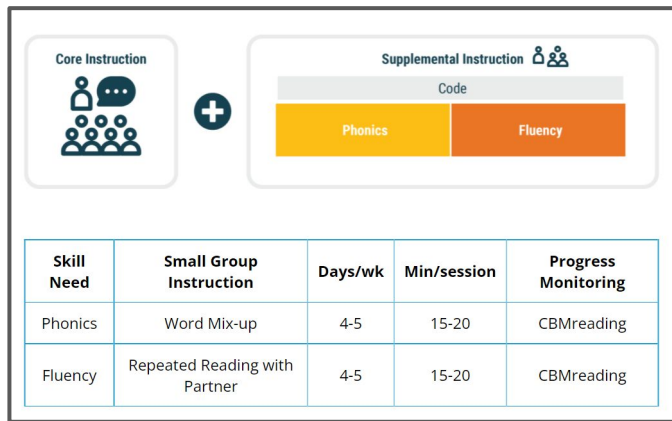 Core Instruction
Supplemental Instruction
Code
Phonics
Fluency
Skill
Need
Small Group
Instruction
Days/wk
Min/session
Progress
Monitoring
Phonics
Word Mix-up
4-5
15-20
CBMreading
Fluency
Repeated Reading with
Partner
4-5
15-20
CBMreading